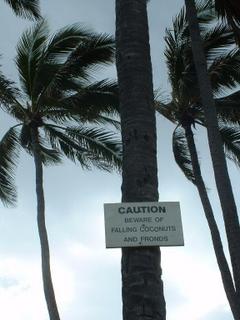 CAUTION
BEWARE OF
FALLING COCONUTS
AND FRONDS